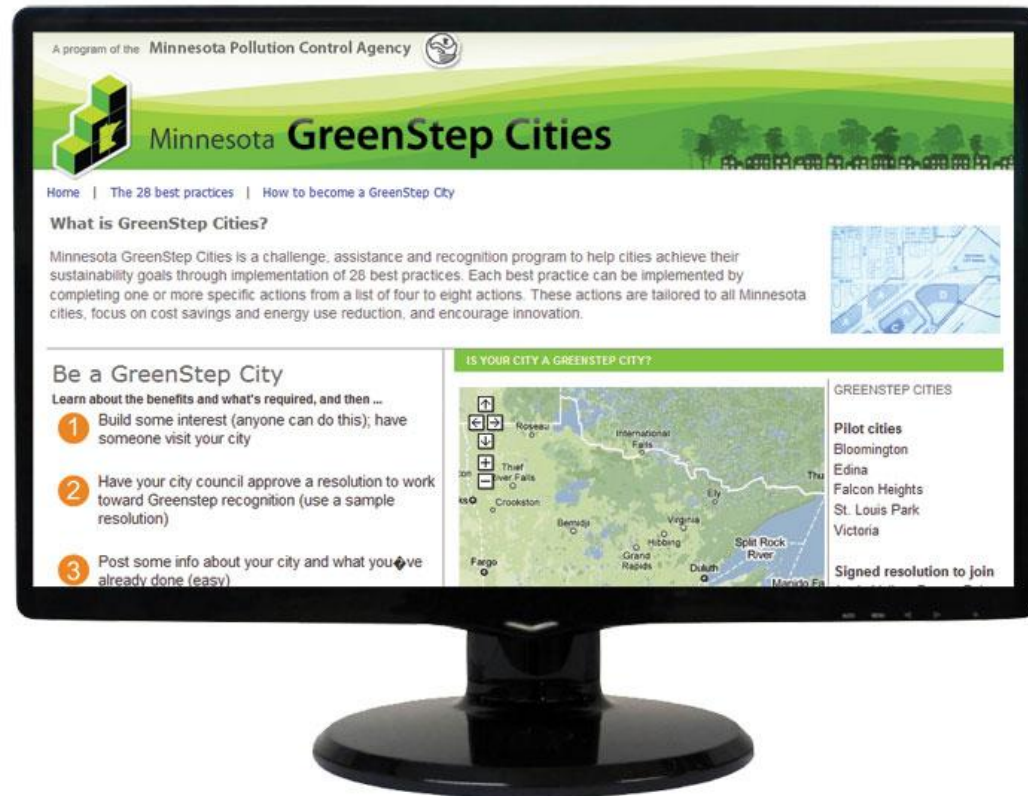 A program of the Minnesota Pollution Control Agency
Minnesota GreenStep Cities
Home | The 28 best practices | How to become a GreenStep City
What is GreenStep Cities?
Minnesota GreenStep Cities is a challenge, assistance and recognition program to help cities achieve their
sustainability goals through implementation of 28 best practices. Each best practice can be implemented by
completing one or more specific actions from a list of four to eight actions. These actions are tailored to all Minnesota
cities, focus on cost savings and energy use reduction, and encourage innovation.
Be a GreenStep City
Learn about the benefits and what's required, and then ...
1 Build some interest (anyone can do this); have
someone visit your city
2 Have your city council approve a resolution to work
toward Greenstep recognition (use a sample
resolution)
3 Post some info about your city and what you�ve
already done (easy)
IS YOUR CITY A GREENSTEP CITY?
Roseau
International
Falls
Thief
River Falls
Crookston
Ely
Bemidji
Virginia
Hibbing
Grand
Rapids
Split Rock
River
Fargo
Duluth
GREENSTEP CITIES
Pilot cities
Bloomington
Edina
Falcon Heights
St. Louis Park
Victoria
Signed resolution to join